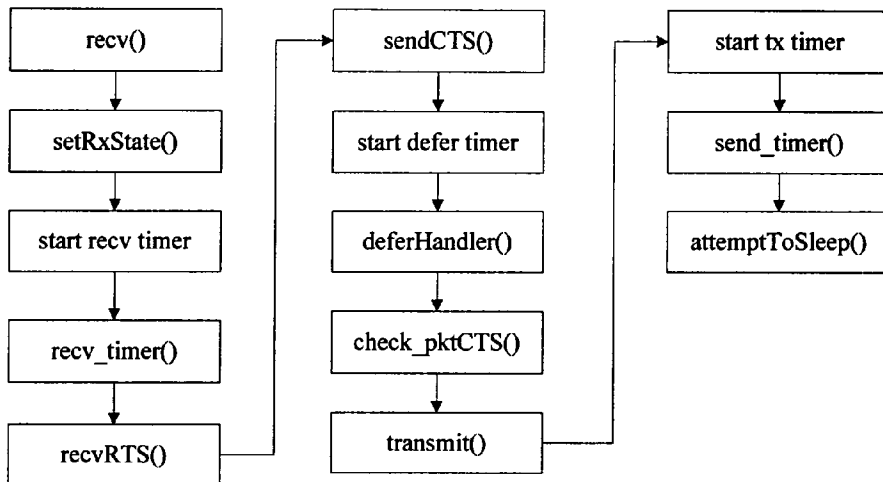 recv()
setRxState()
start recv timer
recv_timer()
recvRTS()
sendCTS()
start defer timer
deferHandler()
check_pktCTS()
transmit()
start tx timer
send_timer()
attemptToSleep()